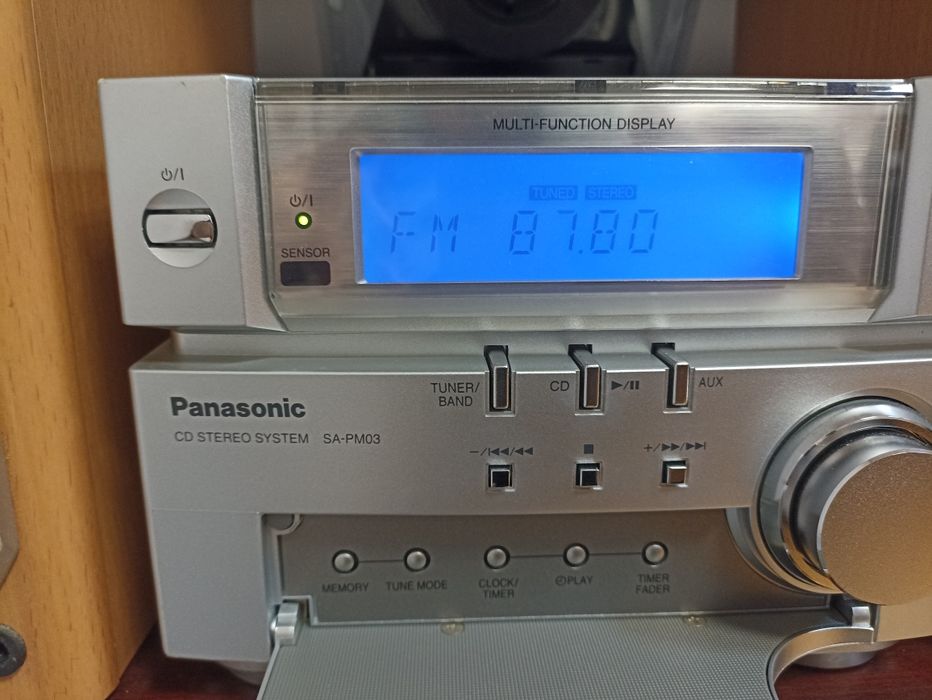 MULTI-FUNCTION DISPLAY
⏻/I
⏻/I
SENSOR
TUNED STEREO
FM 87.80
TUNER/
BAND
CD ▶/❚❚
AUX
Panasonic
CD STEREO SYSTEM SA-PM03
−/I◀◀/◀◀
■
+/▶▶/▶▶I
MEMORY
TUNE MODE
CLOCK/
TIMER
⏲PLAY
TIMER
FADER